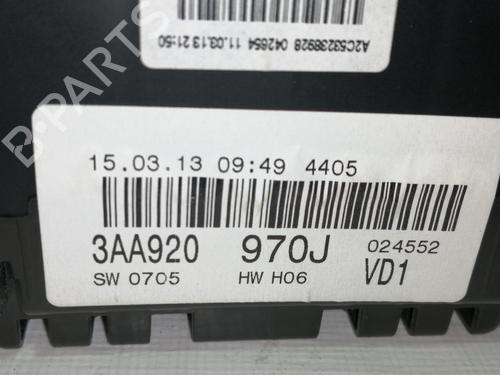 A2C53238928 042654 11.03.13 21:50
B-PARTS
15.03.13 09:49 4405
3AA920 970J 024552
SW 0705 HW H06 VD1